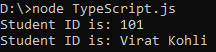 D:\>node TypeScript.js
Student ID is: 101
Student ID is: Virat Kohli